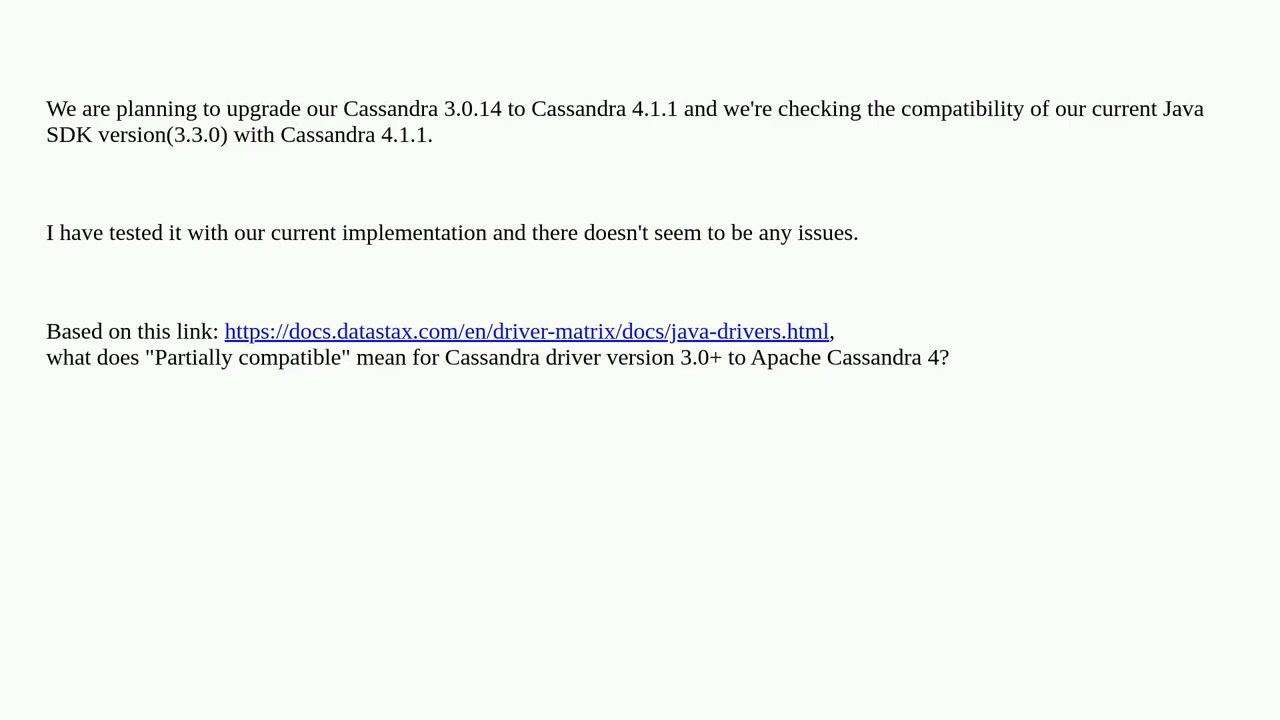 We are planning to upgrade our Cassandra 3.0.14 to Cassandra 4.1.1 and we're checking the compatibility of our current Java
SDK version(3.3.0) with Cassandra 4.1.1.
I have tested it with our current implementation and there doesn't seem to be any issues.
Based on this link: https://docs.datastax.com/en/driver-matrix/docs/java-drivers.html,
what does "Partially compatible" mean for Cassandra driver version 3.0+ to Apache Cassandra 4?